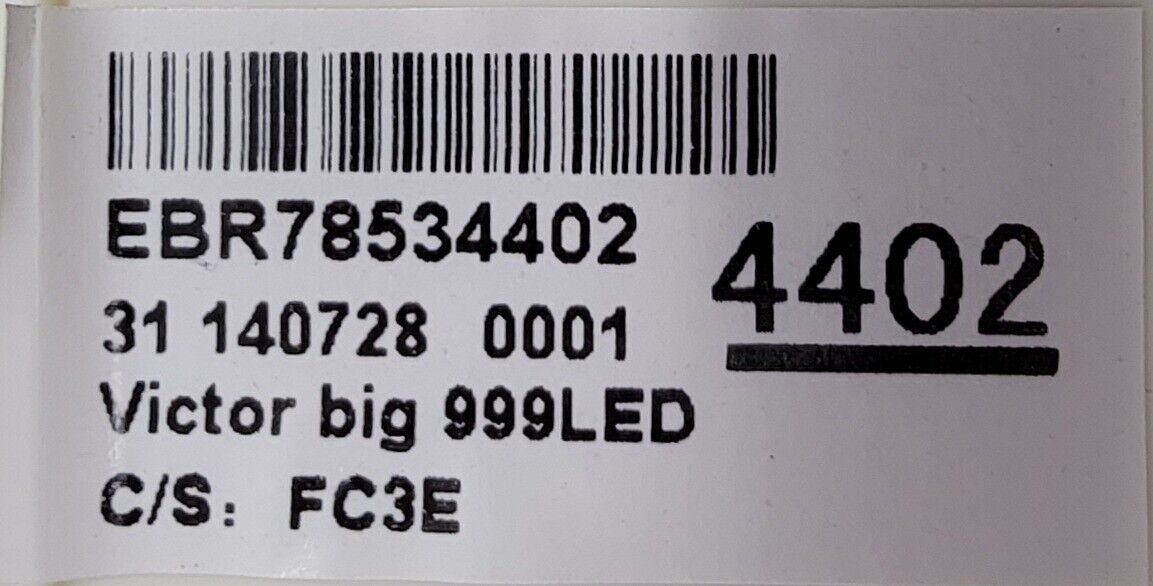 EBR78534402
4402
31 140728 0001
Victor big 999LED
C/S: FC3E